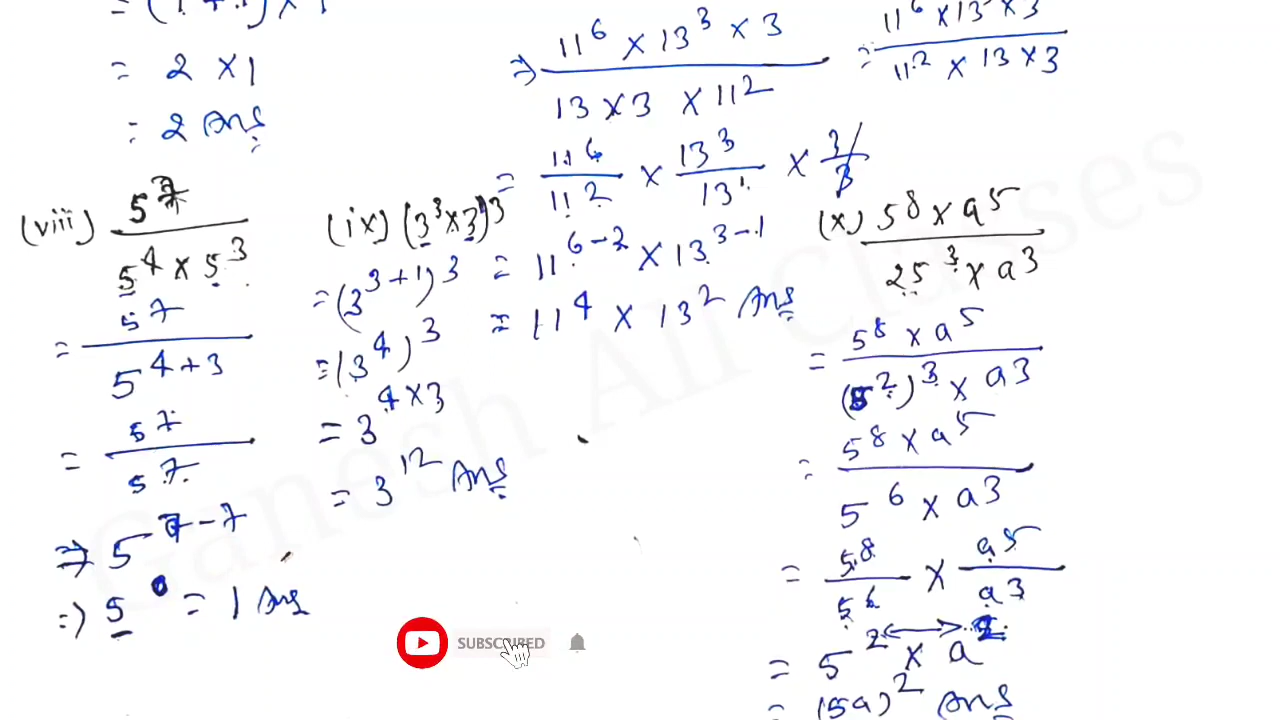 = 2 × 1
= 2 Ans
(viii) 5^7 / 5^4 × 5^3
= 5^7 / 5^4+3
= 5^7 / 5^7
⇒ 5^7-7
⇒ 5^0 = 1 Ans
(ix) (3^3×3^1)^3
= (3^3+1)^3
= (3^4)^3
= 3^4×3
= 3^12 Ans
⇒ 11^6 × 13^3 × 3 / 13 × 3 × 11^2 = 11^6 × 13^3 × 3 / 11^2 × 13 × 3
= 11^6 / 11^2 × 13^3 / 13^1 × 3 / 3
= 11^6-2 × 13^3-1
= 11^4 × 13^2 Ans
(x) 5^8 × a^5 / 25^3 × a^3
= 5^8 × a^5 / (5^2)^3 × a^3
= 5^8 × a^5 / 5^6 × a^3
= 5^8 / 5^6 × a^5 / a^3
= 5^2 × a^2
= (5a)^2 Ans
SUBSCRIBED
Ganesh All Classes